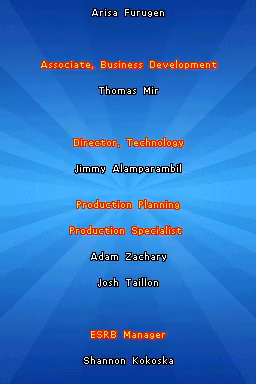 Arisa Furugen
Associate, Business Development
Thomas Mir
Director, Technology
Jimmy Alamparambil
Production Planning
Production Specialist
Adam Zachary
Josh Taillon
ESRB Manager
Shannon Kokoska